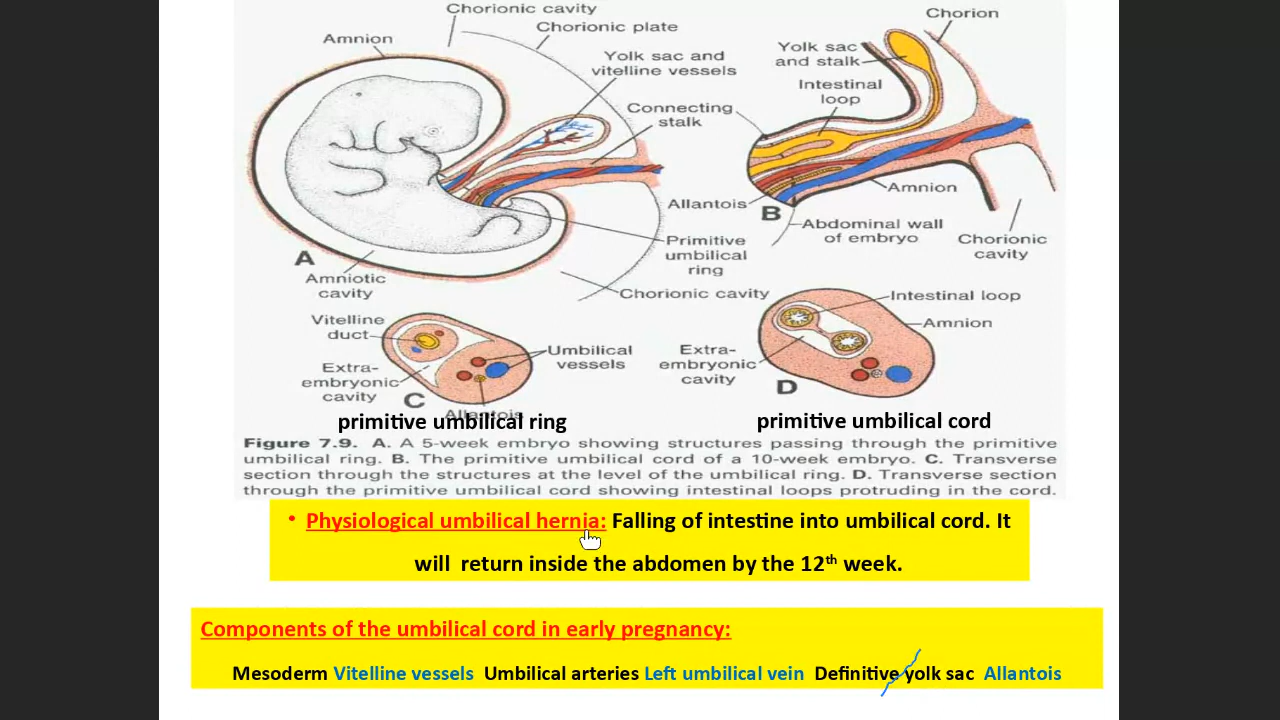 Chorionic cavity
Chorionic plate
Amnion
Yolk sac and
vitelline vessels
Connecting
stalk
Primitive
umbilical
ring
A
Amniotic
cavity
Chorionic cavity
Chorion
Yolk sac
and stalk
Intestinal
loop
Amnion
Allantois
B
Abdominal wall
of embryo
Chorionic
cavity
Vitelline
duct
Umbilical
vessels
Extra-
embryonic
cavity
C
Allantois
primitive umbilical ring
Intestinal loop
Amnion
Extra-
embryonic
cavity
D
primitive umbilical cord
Figure 7.9. A. A 5-week embryo showing structures passing through the primitive
umbilical ring. B. The primitive umbilical cord of a 10-week embryo. C. Transverse
section through the structures at the level of the umbilical ring. D. Transverse section
through the primitive umbilical cord showing intestinal loops protruding in the cord.
• Physiological umbilical hernia: Falling of intestine into umbilical cord. It
will return inside the abdomen by the 12th week.
Components of the umbilical cord in early pregnancy:
Mesoderm Vitelline vessels Umbilical arteries Left umbilical vein Definitive yolk sac Allantois